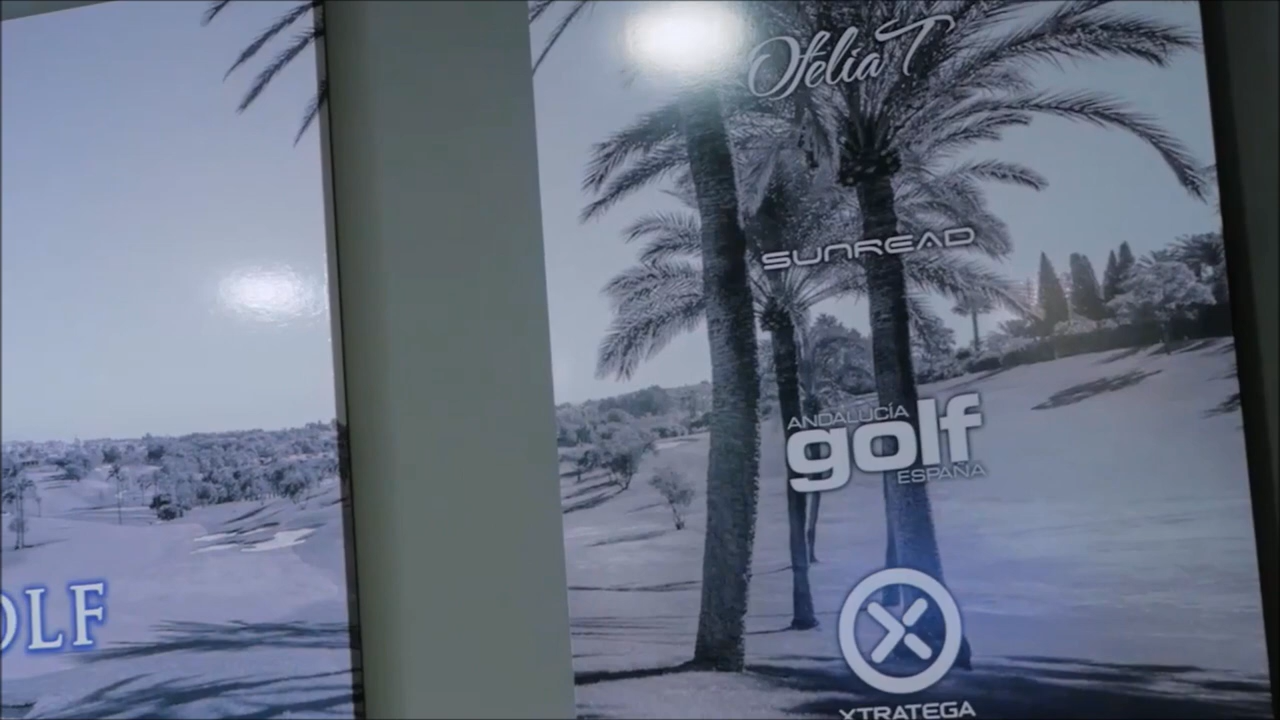 OLF
Ofelia T
SUNREAD
ANDALUCÍA
golf
ESPAÑA
XTRATEGA